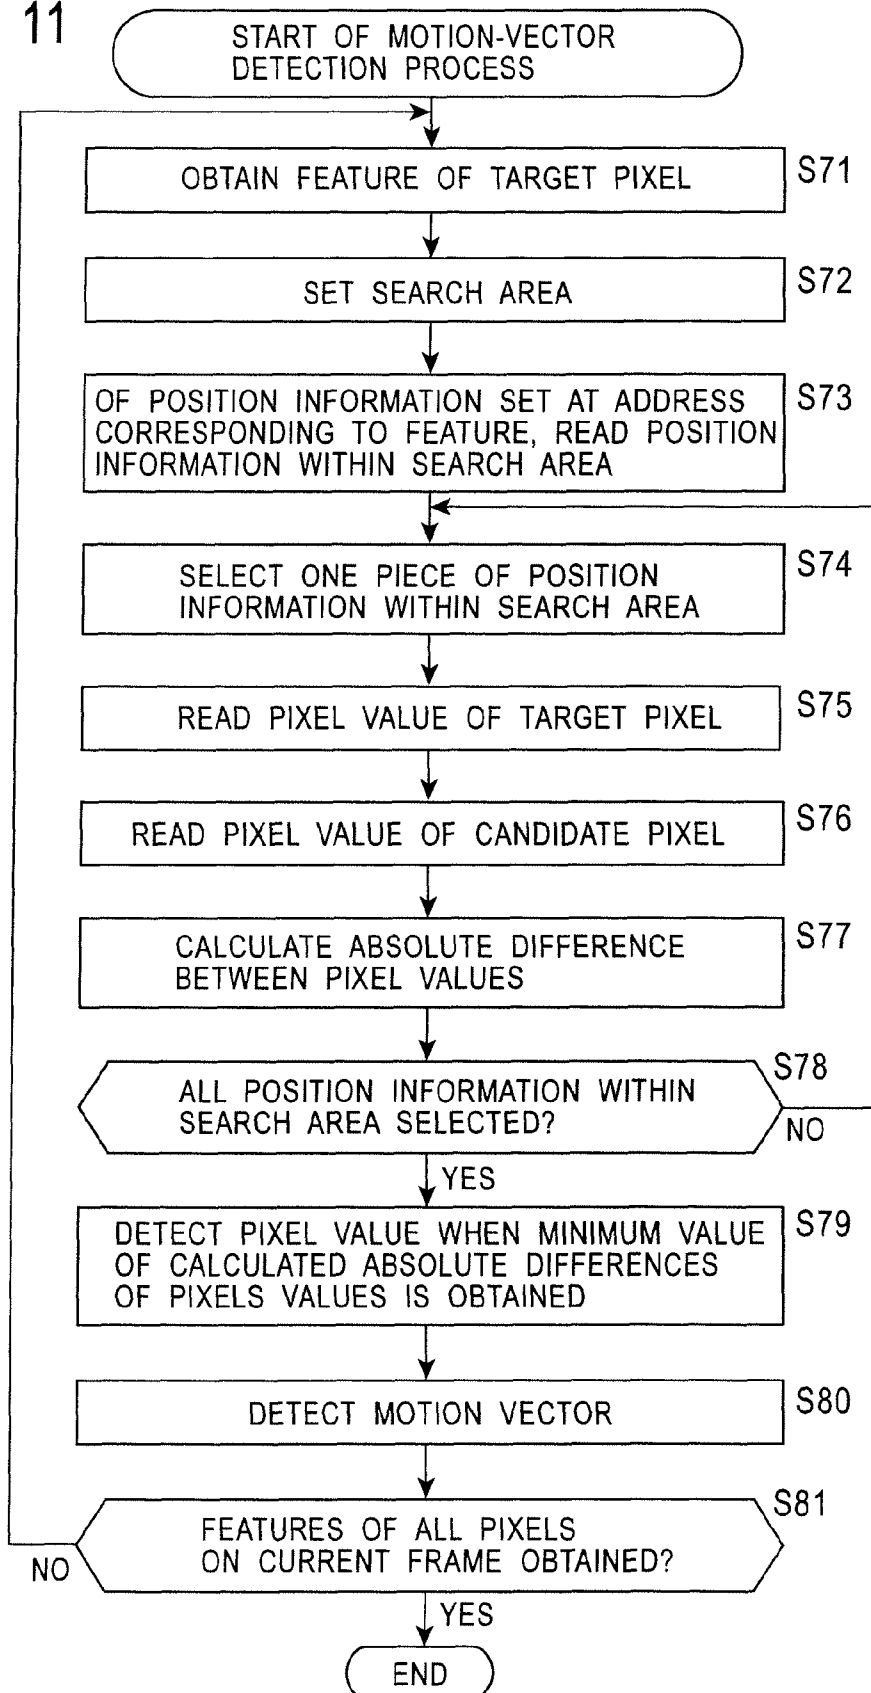 11
START OF MOTION-VECTOR
DETECTION PROCESS
OBTAIN FEATURE OF TARGET PIXEL
S71
SET SEARCH AREA
S72
OF POSITION INFORMATION SET AT ADDRESS
CORRESPONDING TO FEATURE, READ POSITION
INFORMATION WITHIN SEARCH AREA
S73
SELECT ONE PIECE OF POSITION
INFORMATION WITHIN SEARCH AREA
S74
READ PIXEL VALUE OF TARGET PIXEL
S75
READ PIXEL VALUE OF CANDIDATE PIXEL
S76
CALCULATE ABSOLUTE DIFFERENCE
BETWEEN PIXEL VALUES
S77
ALL POSITION INFORMATION WITHIN
SEARCH AREA SELECTED?
S78
NO
YES
DETECT PIXEL VALUE WHEN MINIMUM VALUE
OF CALCULATED ABSOLUTE DIFFERENCES
OF PIXELS VALUES IS OBTAINED
S79
DETECT MOTION VECTOR
S80
FEATURES OF ALL PIXELS
ON CURRENT FRAME OBTAINED?
S81
NO
YES
END